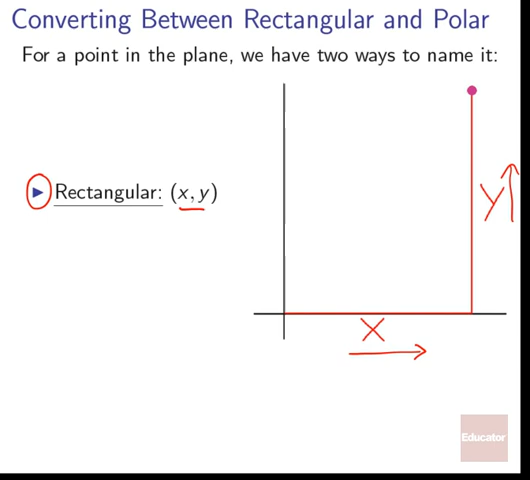 Converting Between Rectangular and Polar
For a point in the plane, we have two ways to name it:
► Rectangular: (x, y)
y
x
Educator